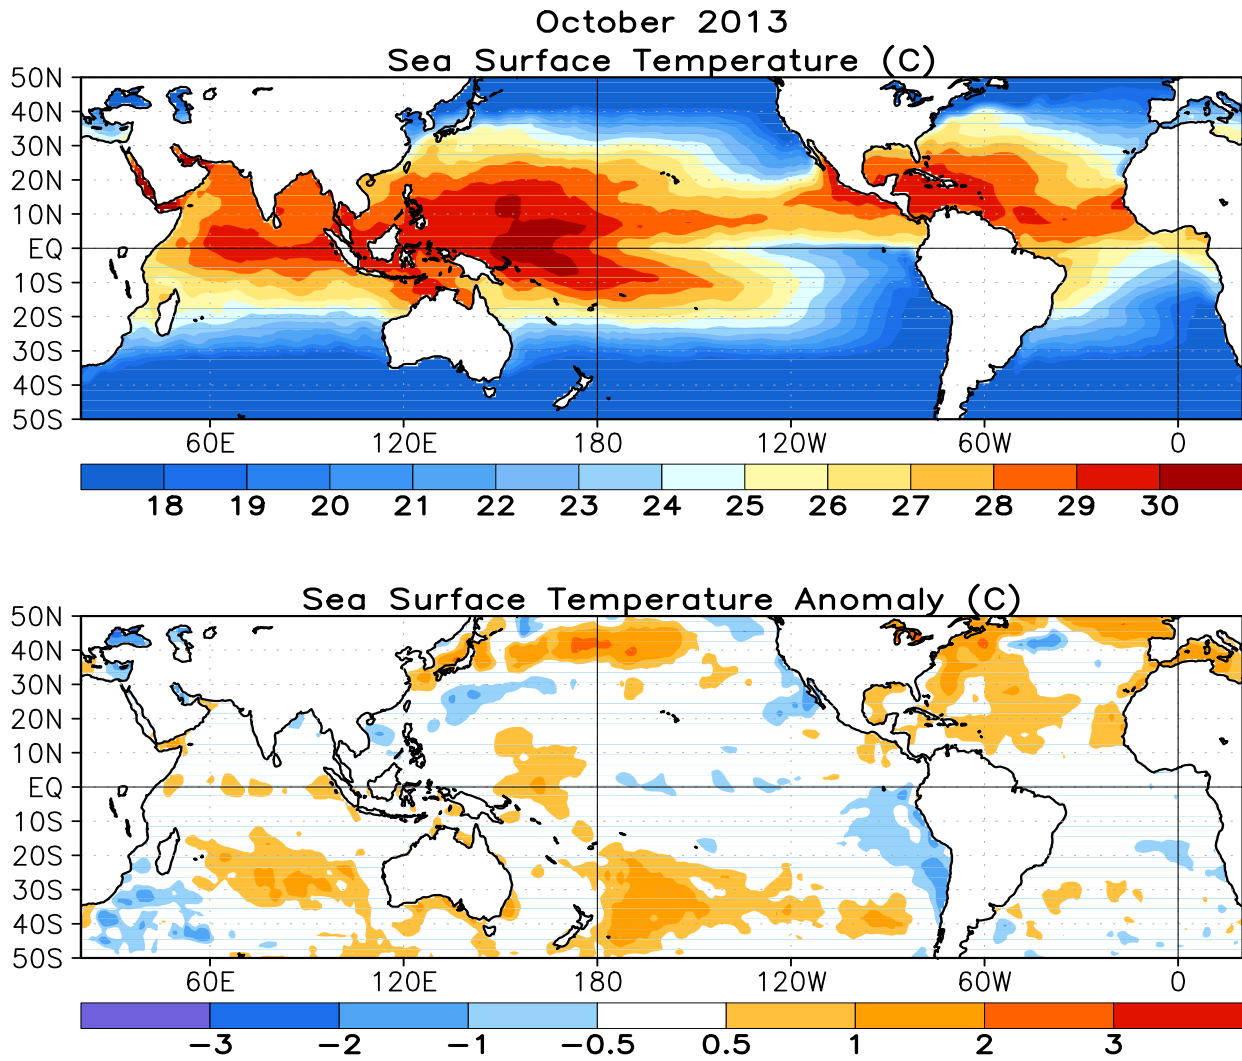 October 2013
Sea Surface Temperature (C)
50N
40N
30N
20N
10N
EQ
10S
20S
30S
40S
50S
60E 120E 180 120W 60W 0
18 19 20 21 22 23 24 25 26 27 28 29 30
Sea Surface Temperature Anomaly (C)
50N
40N
30N
20N
10N
EQ
10S
20S
30S
40S
50S
60E 120E 180 120W 60W 0
−3 −2 −1 −0.5 0.5 1 2 3